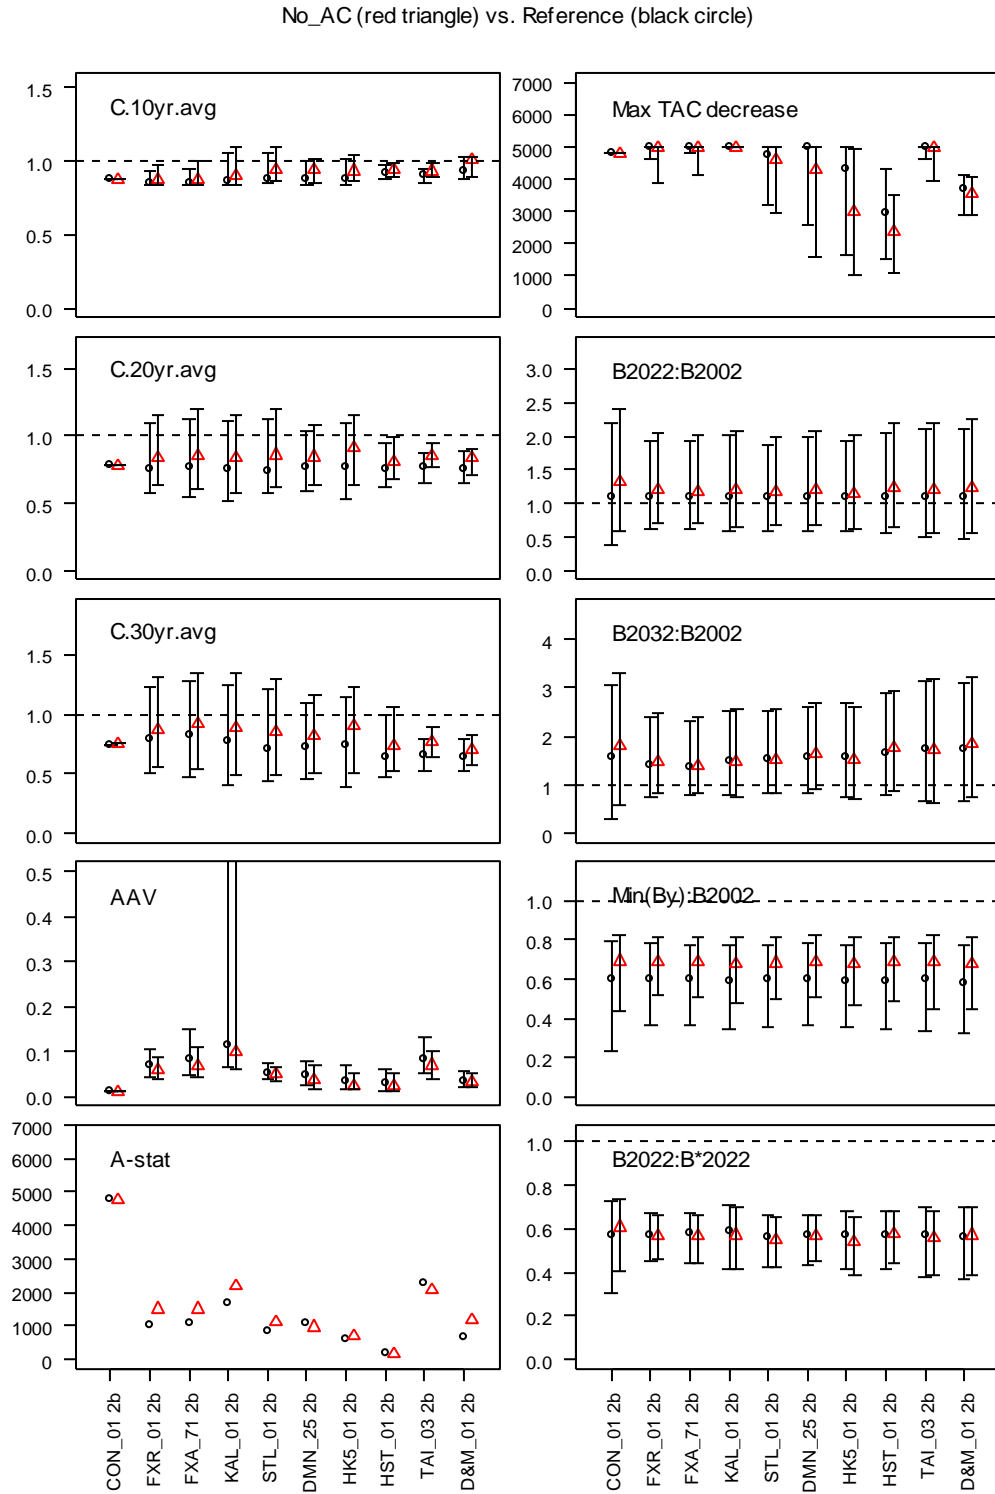 No_AC (red triangle) vs. Reference (black circle)
C.10yr.avg
1.5
1.0
0.5
0.0
Max TAC decrease
7000
6000
5000
4000
3000
2000
1000
0
C.20yr.avg
1.5
1.0
0.5
0.0
B2022:B2002
3.0
2.5
2.0
1.5
1.0
0.5
0.0
C.30yr.avg
1.5
1.0
0.5
0.0
B2032:B2002
4
3
2
1
0
AAV
0.5
0.4
0.3
0.2
0.1
0.0
Min(By):B2002
1.0
0.8
0.6
0.4
0.2
0.0
A-stat
7000
6000
5000
4000
3000
2000
1000
0
B2022:B*2022
1.0
0.8
0.6
0.4
0.2
0.0
CON_01 2b
FXR_01 2b
FXA_71 2b
KAL_01 2b
STL_01 2b
DMN_25 2b
HK5_01 2b
HST_01 2b
TAI_03 2b
D&M_01 2b
CON_01 2b
FXR_01 2b
FXA_71 2b
KAL_01 2b
STL_01 2b
DMN_25 2b
HK5_01 2b
HST_01 2b
TAI_03 2b
D&M_01 2b